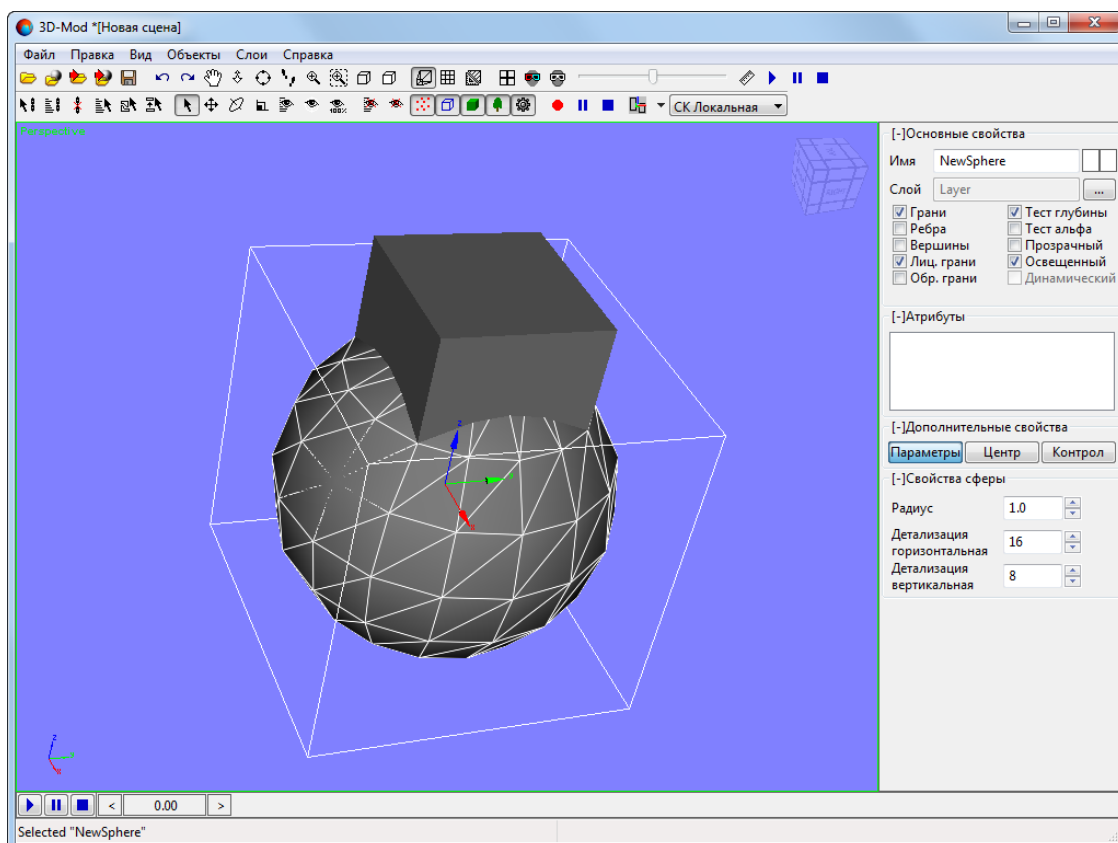 3D-Mod *[Новая сцена]
Файл Правка Вид Объекты Слои Справка
100%
СК Локальная
Perspective
[-]Основные свойства
Имя NewSphere
Слой Layer ...
Грани Тест глубины
Ребра Тест альфа
Вершины Прозрачный
Лиц. грани Освещенный
Обр. грани Динамический
[-]Атрибуты
[-]Дополнительные свойства
Параметры Центр Контрол
[-]Свойства сферы
Радиус 1.0
Детализация
горизонтальная 16
Детализация
вертикальная 8
z
x
z
x
< 0.00 >
Selected "NewSphere"